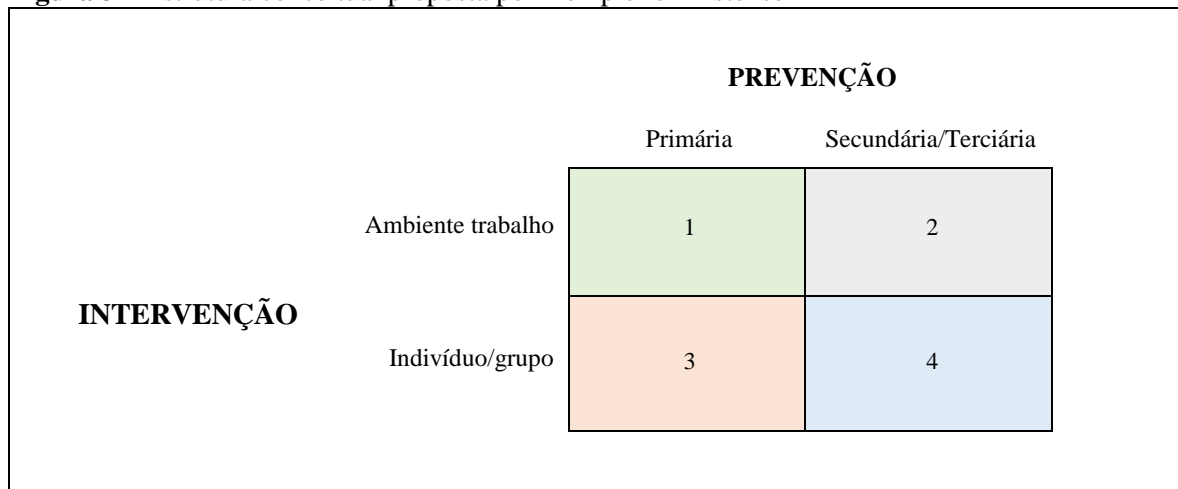 PREVENÇÃO
Primária Secundária/Terciária
Ambiente trabalho 1 2
INTERVENÇÃO
Indivíduo/grupo 3 4